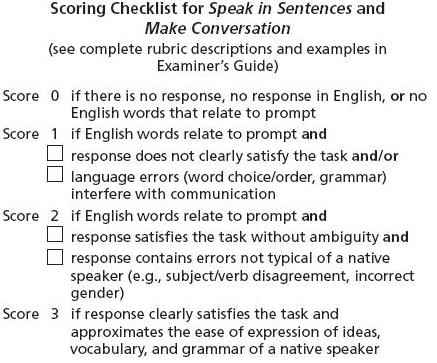 Scoring Checklist for Speak in Sentences and
Make Conversation
(see complete rubric descriptions and examples in
Examiner's Guide)
Score 0 if there is no response, no response in English, or no
English words that relate to prompt
Score 1 if English words relate to prompt and
response does not clearly satisfy the task and/or
language errors (word choice/order, grammar)
interfere with communication
Score 2 if English words relate to prompt and
response satisfies the task without ambiguity and
response contains errors not typical of a native
speaker (e.g., subject/verb disagreement, incorrect
gender)
Score 3 if response clearly satisfies the task and
approximates the ease of expression of ideas,
vocabulary, and grammar of a native speaker